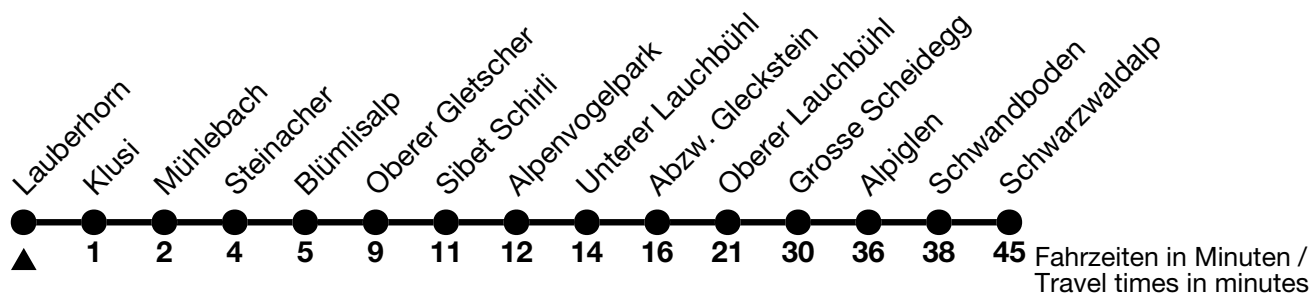 Lauberhorn
Klusi
Mühlebach
Steinacher
Blümlisalp
Oberer Gletscher
Sibet Schirli
Alpenvogelpark
Unterer Lauchbühl
Abzw. Gleckstein
Oberer Lauchbühl
Grosse Scheidegg
Alpiglen
Schwandboden
Schwarzwaldalp
1 2 4 5 9 11 12 14 16 21 30 36 38 45 Fahrzeiten in Minuten /
Travel times in minutes